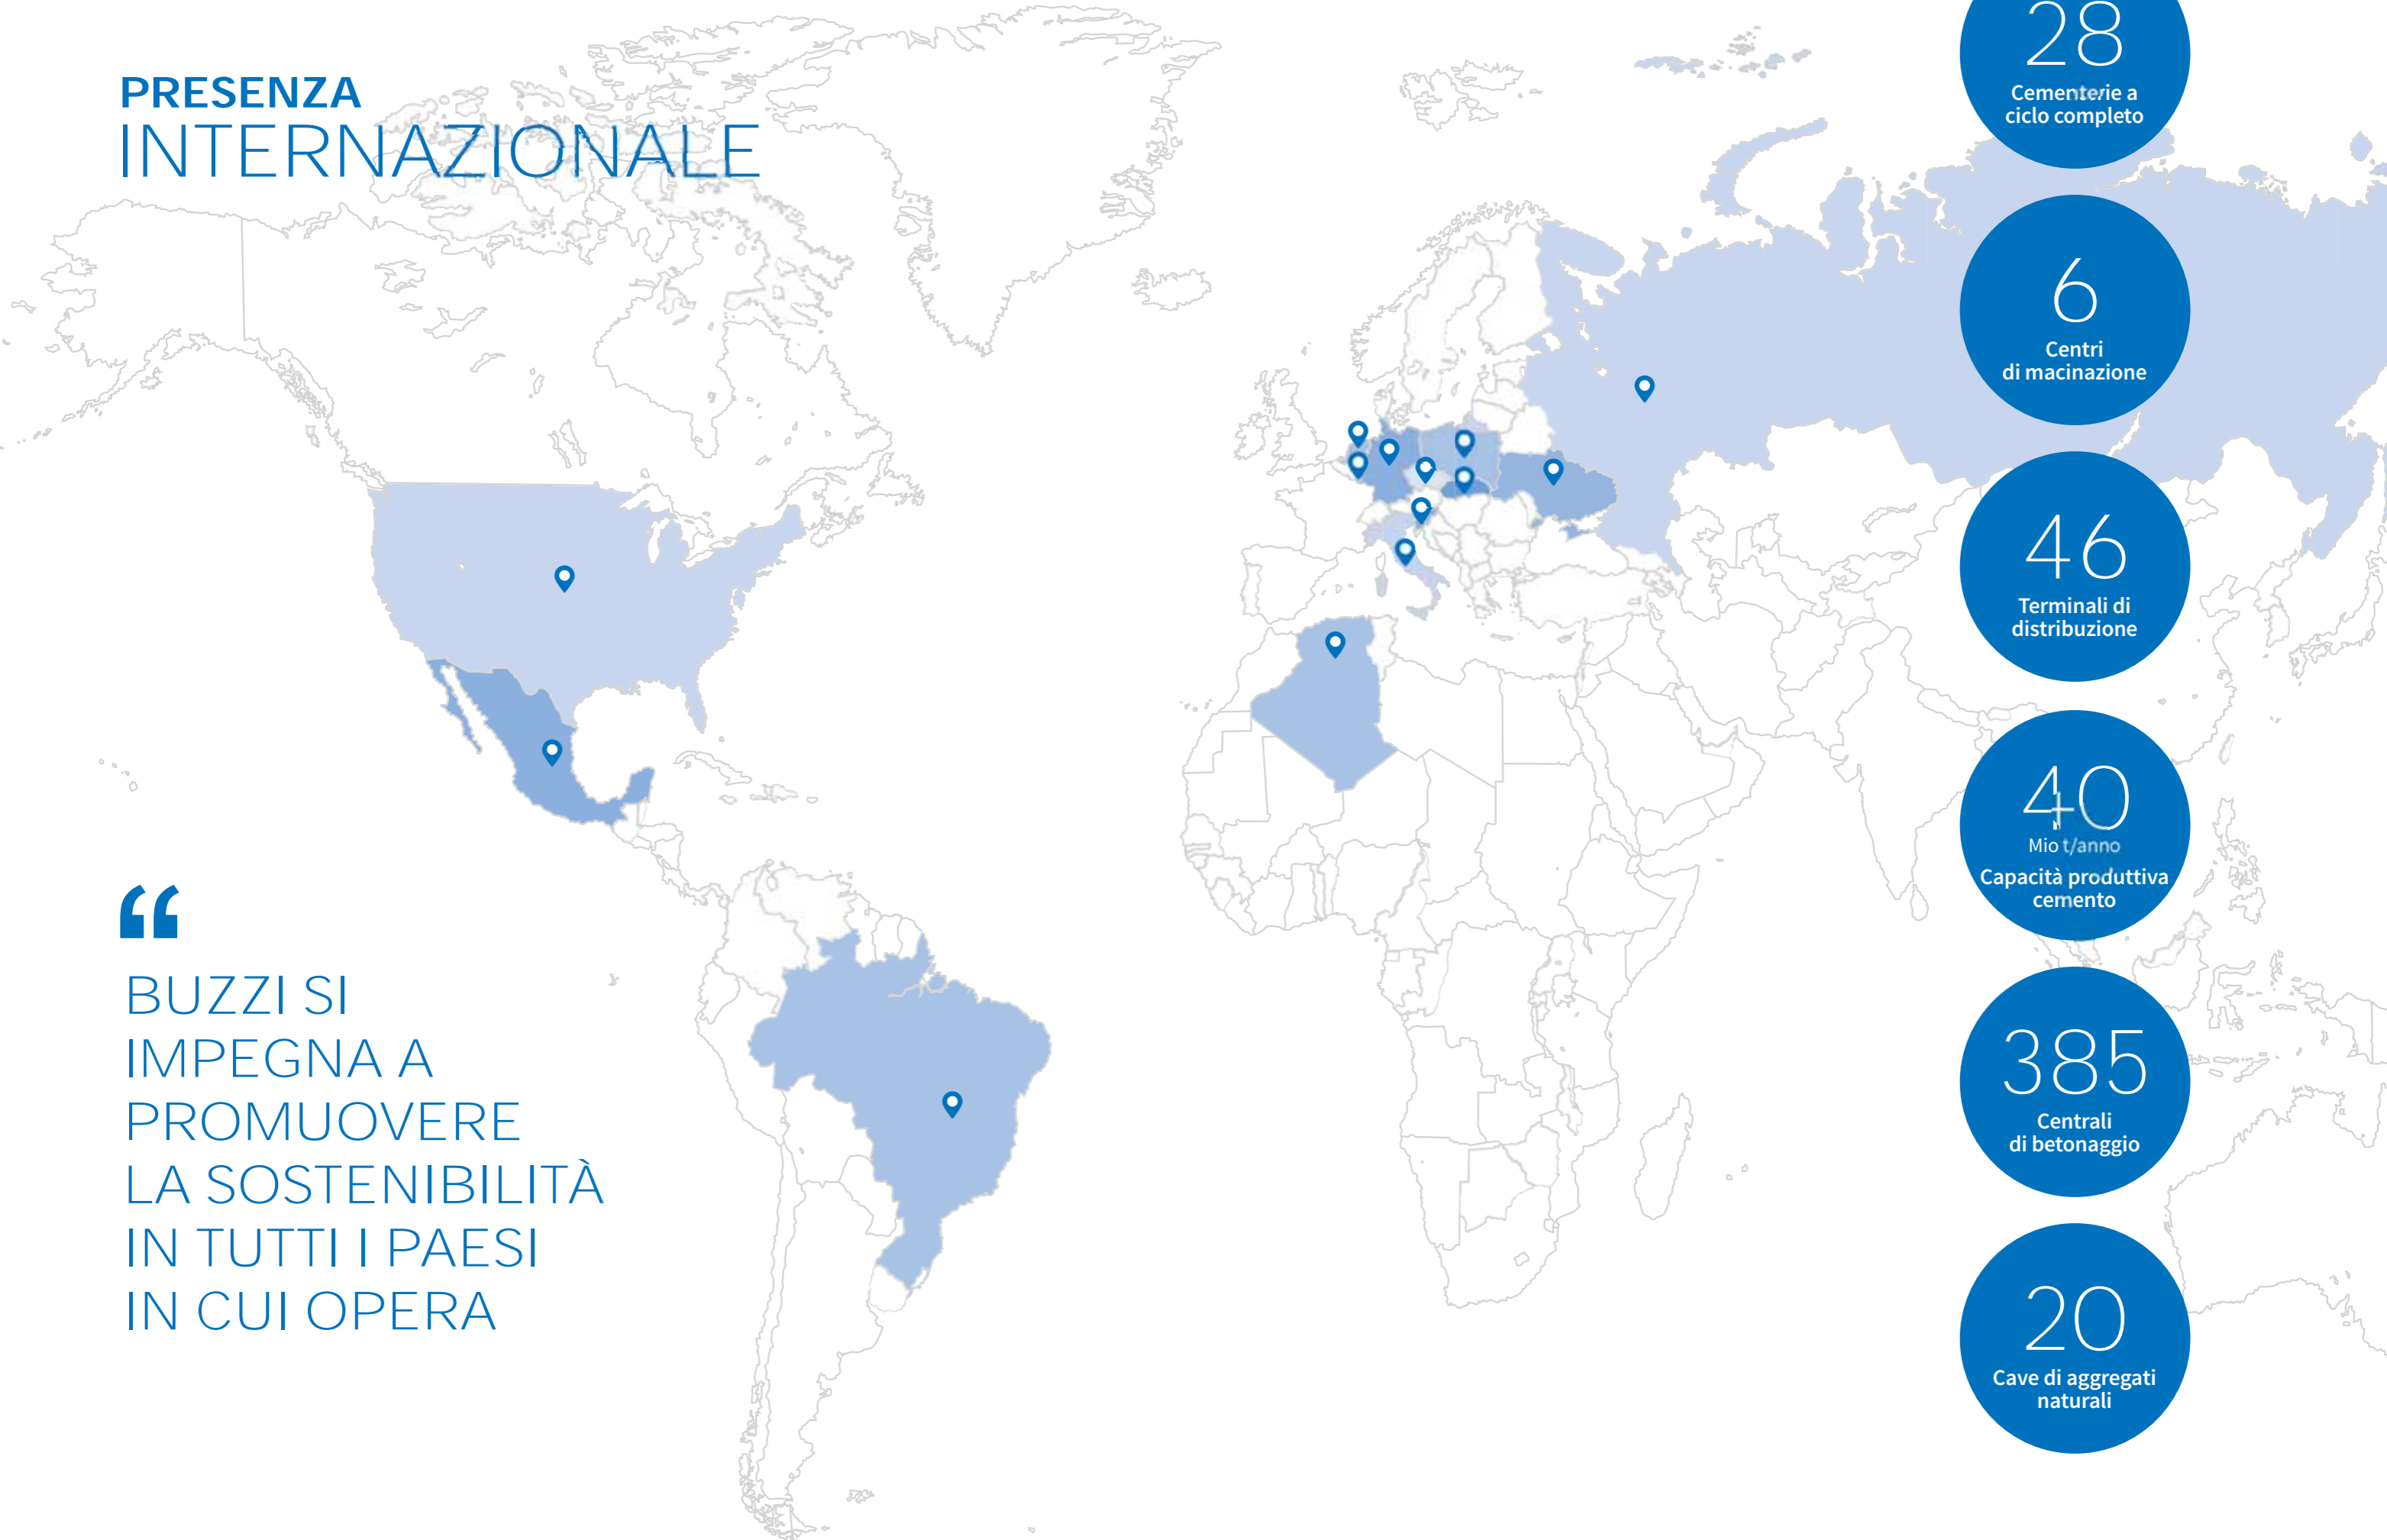 PRESENZA
INTERNAZIONALE
“
BUZZI SI
IMPEGNA A
PROMUOVERE
LA SOSTENIBILITÀ
IN TUTTI I PAESI
IN CUI OPERA
28
Cementerie a
ciclo completo
6
Centri
di macinazione
46
Terminali di
distribuzione
40
Mio t/anno
Capacità produttiva
cemento
385
Centrali
di betonaggio
20
Cave di aggregati
naturali